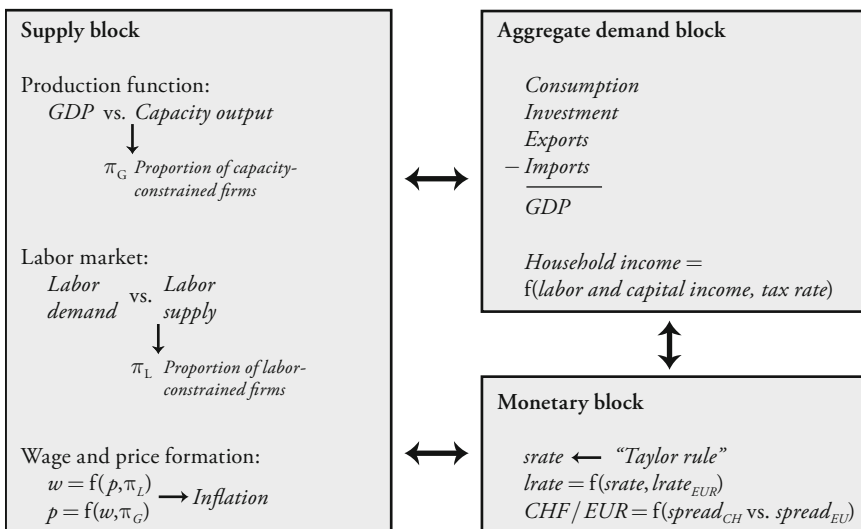 Supply block
Production function:
GDP vs. Capacity output
π_G Proportion of capacity-
constrained firms
Labor market:
Labor vs. Labor
demand supply
π_L Proportion of labor-
constrained firms
Wage and price formation:
w = f(p,π_L)
p = f(w,π_G)
→ Inflation
Aggregate demand block
Consumption
Investment
Exports
− Imports
GDP
Household income =
f(labor and capital income, tax rate)
Monetary block
srate ← “Taylor rule”
lrate = f(srate, lrate_EUR)
CHF/EUR = f(spread_CH vs. spread_EU)